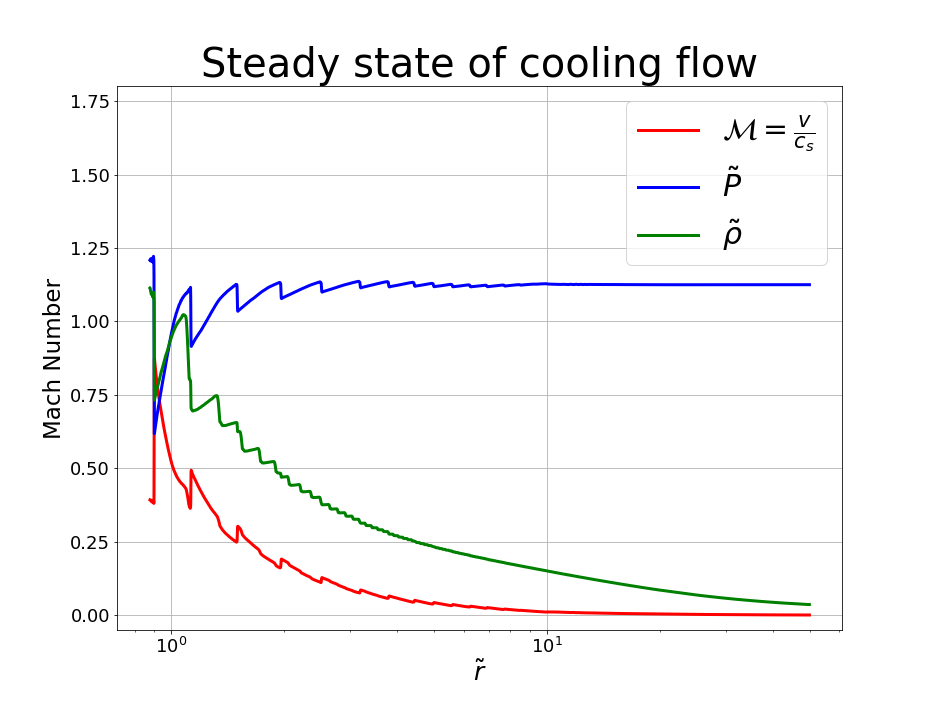 Steady state of cooling flow
1.75
1.50
1.25
1.00
0.75
0.50
0.25
0.00
Mach Number
ℳ = v/c_s
P̃
ρ̃
10⁰
10¹
r̃